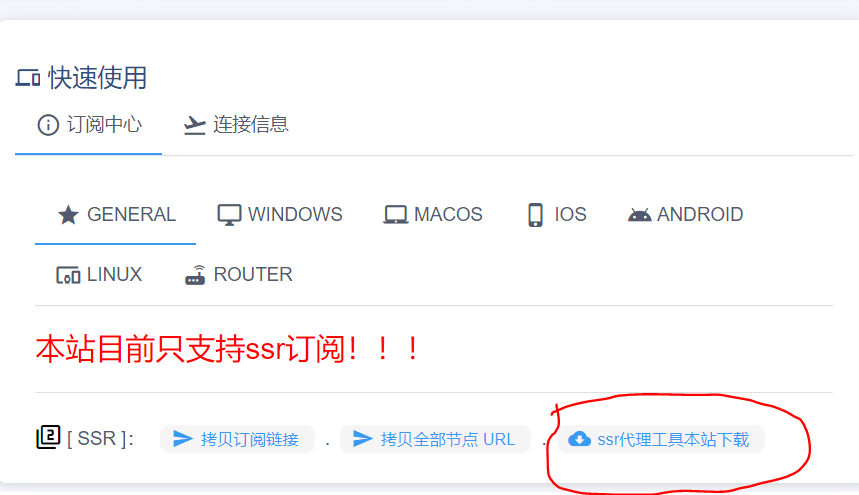 快速使用
订阅中心 连接信息
GENERAL WINDOWS MACOS IOS ANDROID
LINUX ROUTER
本站目前只支持ssr订阅！！！
2 [ SSR ]： 拷贝订阅链接 . 拷贝全部节点 URL . ssr代理工具本站下载